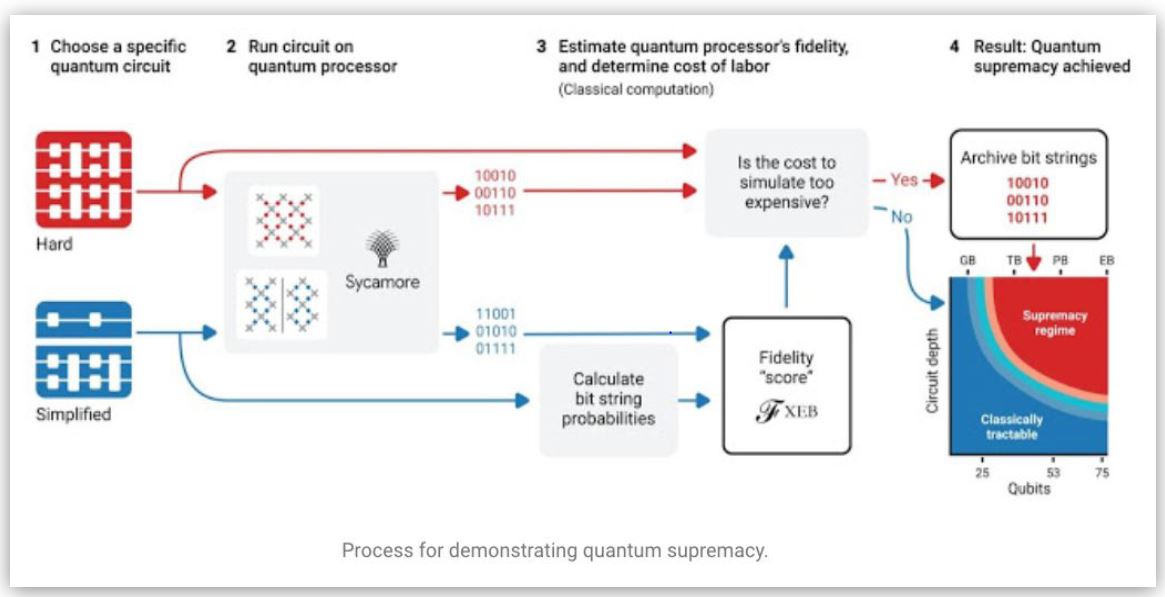 1 Choose a specific
quantum circuit
2 Run circuit on
quantum processor
3 Estimate quantum processor's fidelity,
and determine cost of labor
(Classical computation)
4 Result: Quantum
supremacy achieved
Hard
10010
00110
10111
Is the cost to
simulate too
expensive?
Yes
No
Archive bit strings
10010
00110
10111
Sycamore
Simplified
11001
01010
01111
Calculate
bit string
probabilities
Fidelity
"score"
ℱ XEB
GB TB PB EB
Supremacy
regime
Circuit depth
Classically
tractable
25 53 75
Qubits
Process for demonstrating quantum supremacy.